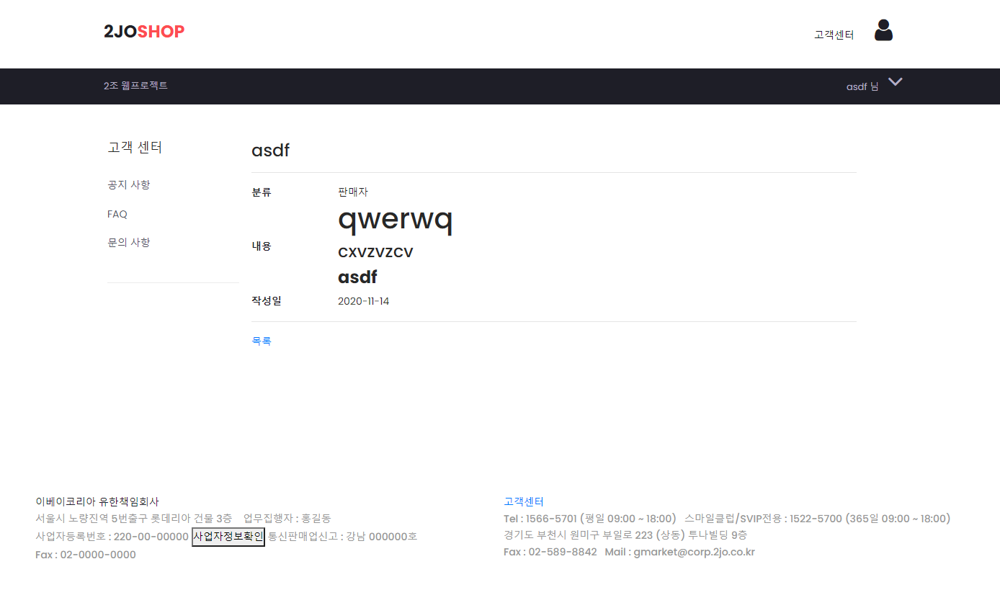 2JOSHOP
고객센터
2조 웹프로젝트
asdf 님
고객 센터
공지 사항
FAQ
문의 사항
asdf
분류 판매자
내용
qwerwq
CXVZVZCV
asdf
작성일 2020-11-14
목록
이베이코리아 유한책임회사
서울시 노량진역 5번출구 롯데리아 건물 3층 업무집행자 : 홍길동
사업자등록번호 : 220-00-00000 사업자정보확인 통신판매업신고 : 강남 000000호
Fax : 02-0000-0000
고객센터
Tel : 1566-5701 (평일 09:00 ~ 18:00) 스마일클럽/SVIP전용 : 1522-5700 (365일 09:00 ~ 18:00)
경기도 부천시 원미구 부일로 223 (상동) 투나빌딩 9층
Fax : 02-589-8842 Mail : gmarket@corp.2jo.co.kr